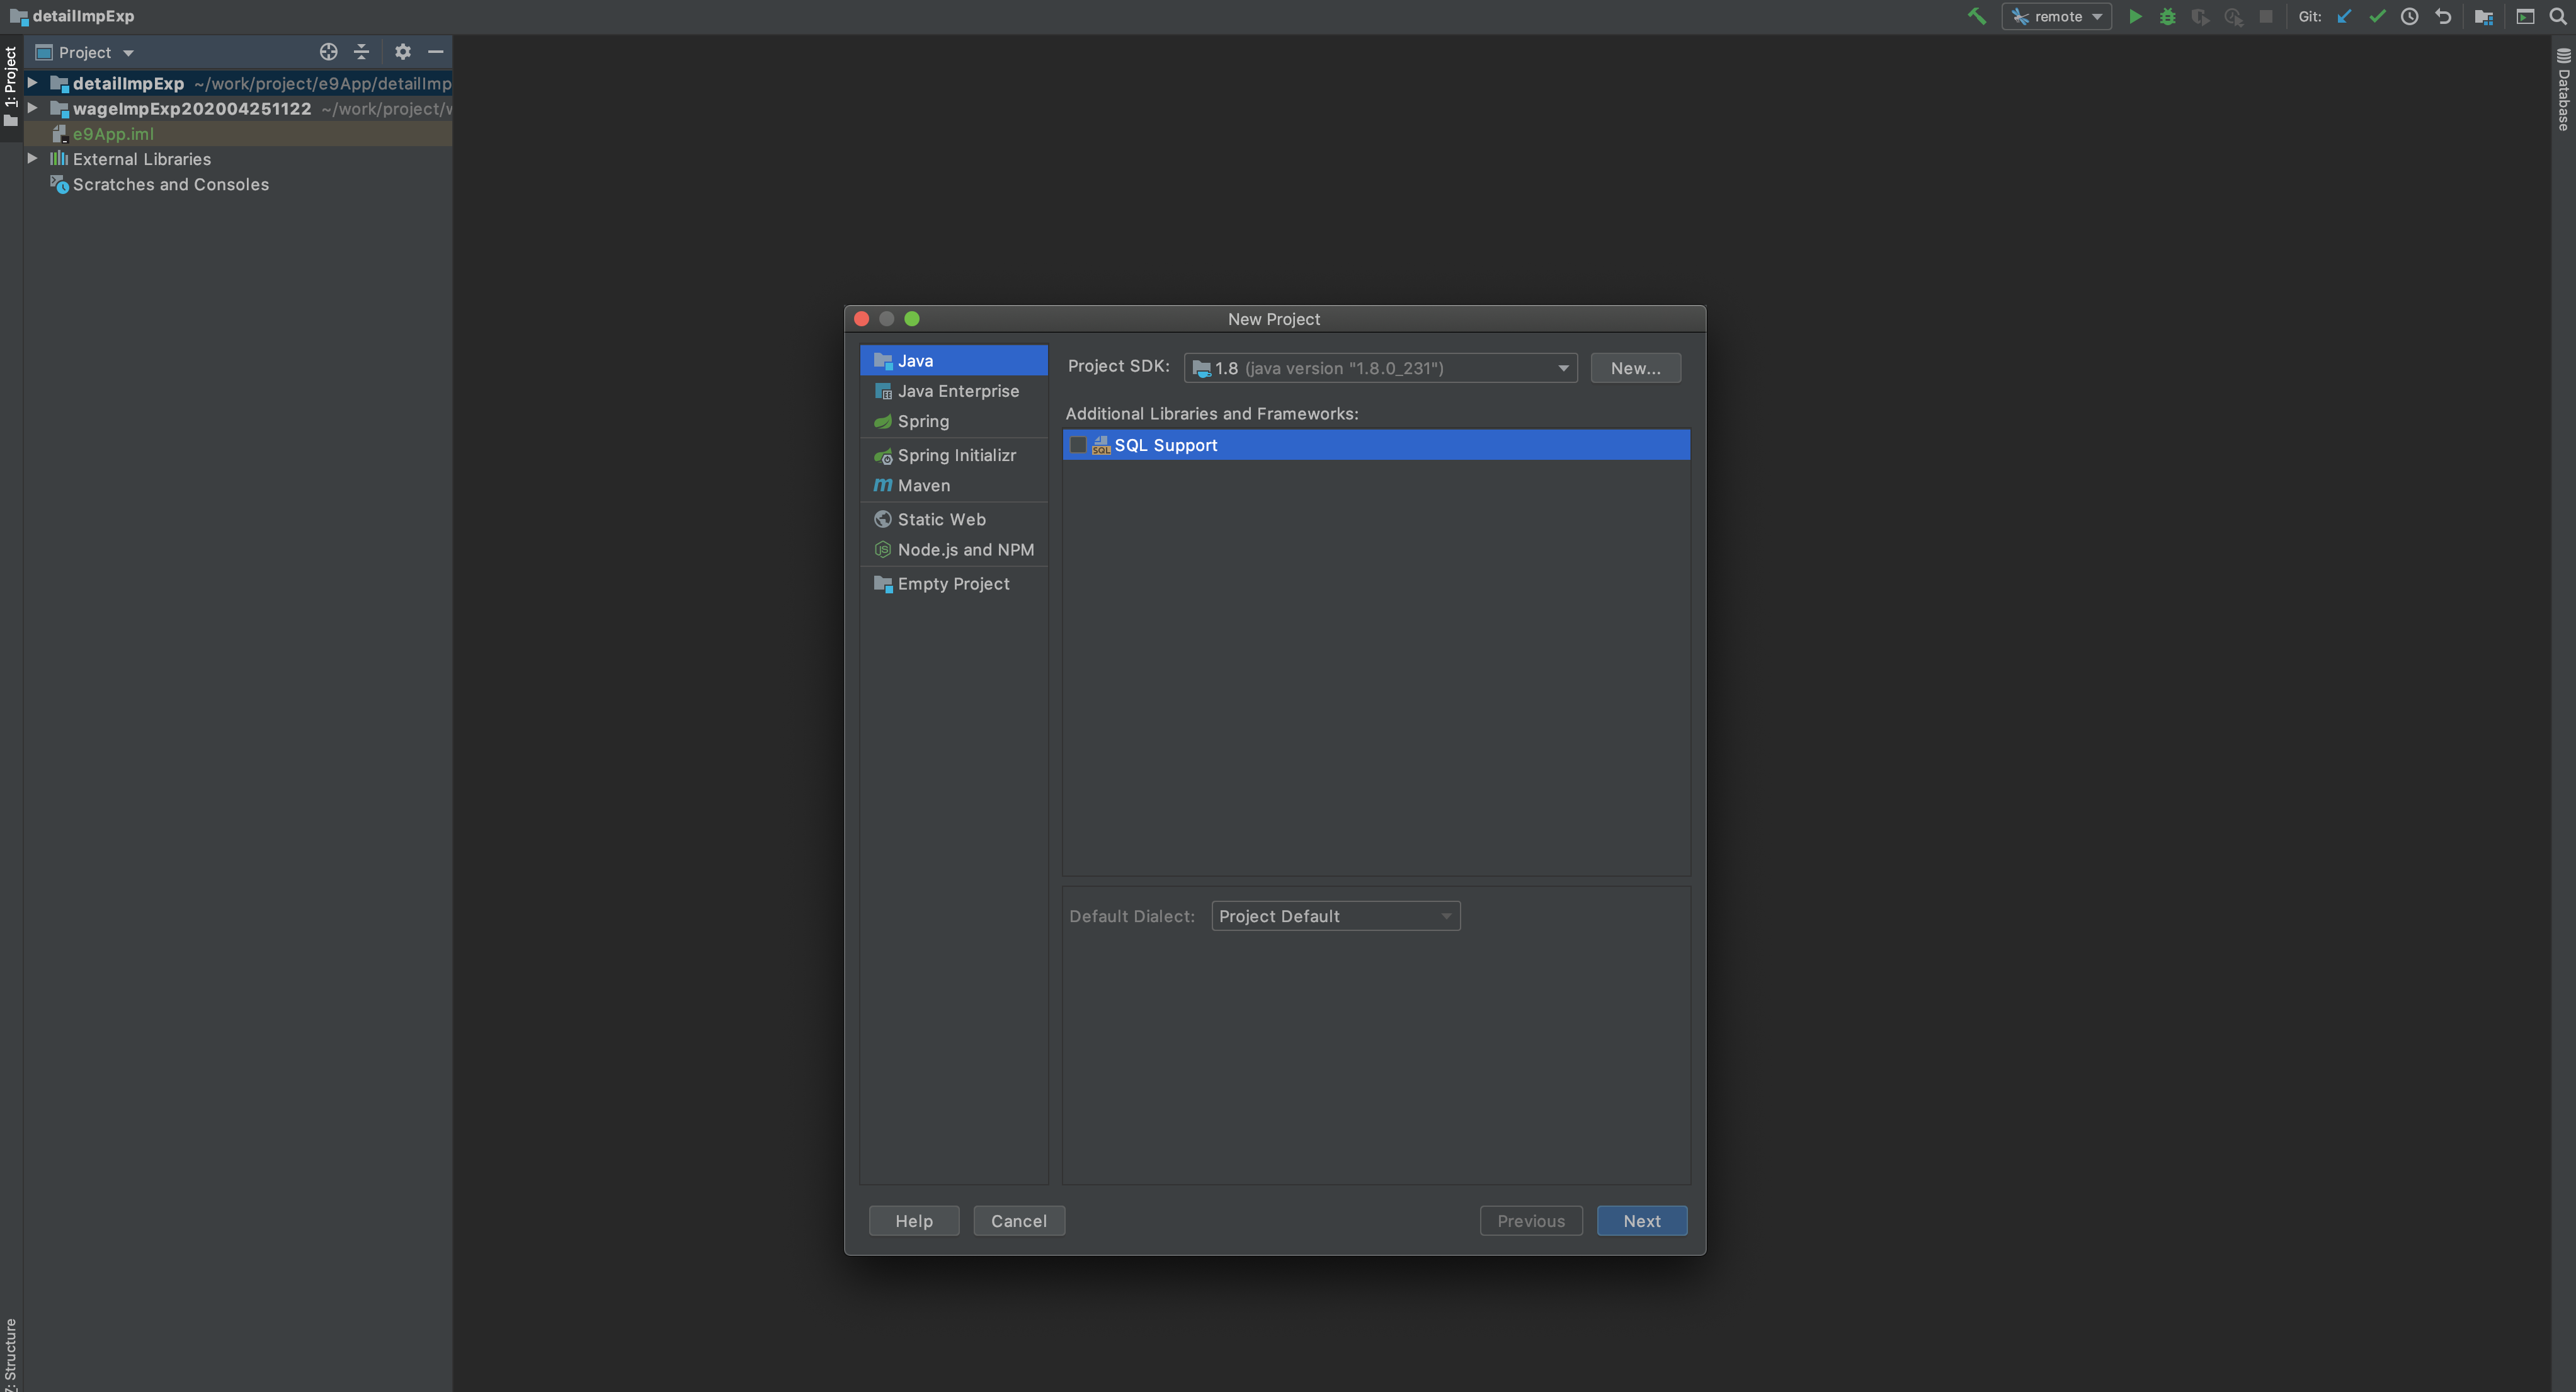 detailImpExp
remote
Git:
1: Project
Project
detailImpExp ~/work/project/e9App/detailImp
wageImpExp202004251122 ~/work/project/w
e9App.iml
External Libraries
Scratches and Consoles
Database
New Project
Java
Java Enterprise
Spring
Spring Initializr
Maven
Static Web
Node.js and NPM
Empty Project
Project SDK: 1.8 (java version "1.8.0_231") New...
Additional Libraries and Frameworks:
SQL SQL Support
Default Dialect: Project Default
Help Cancel Previous Next
7: Structure